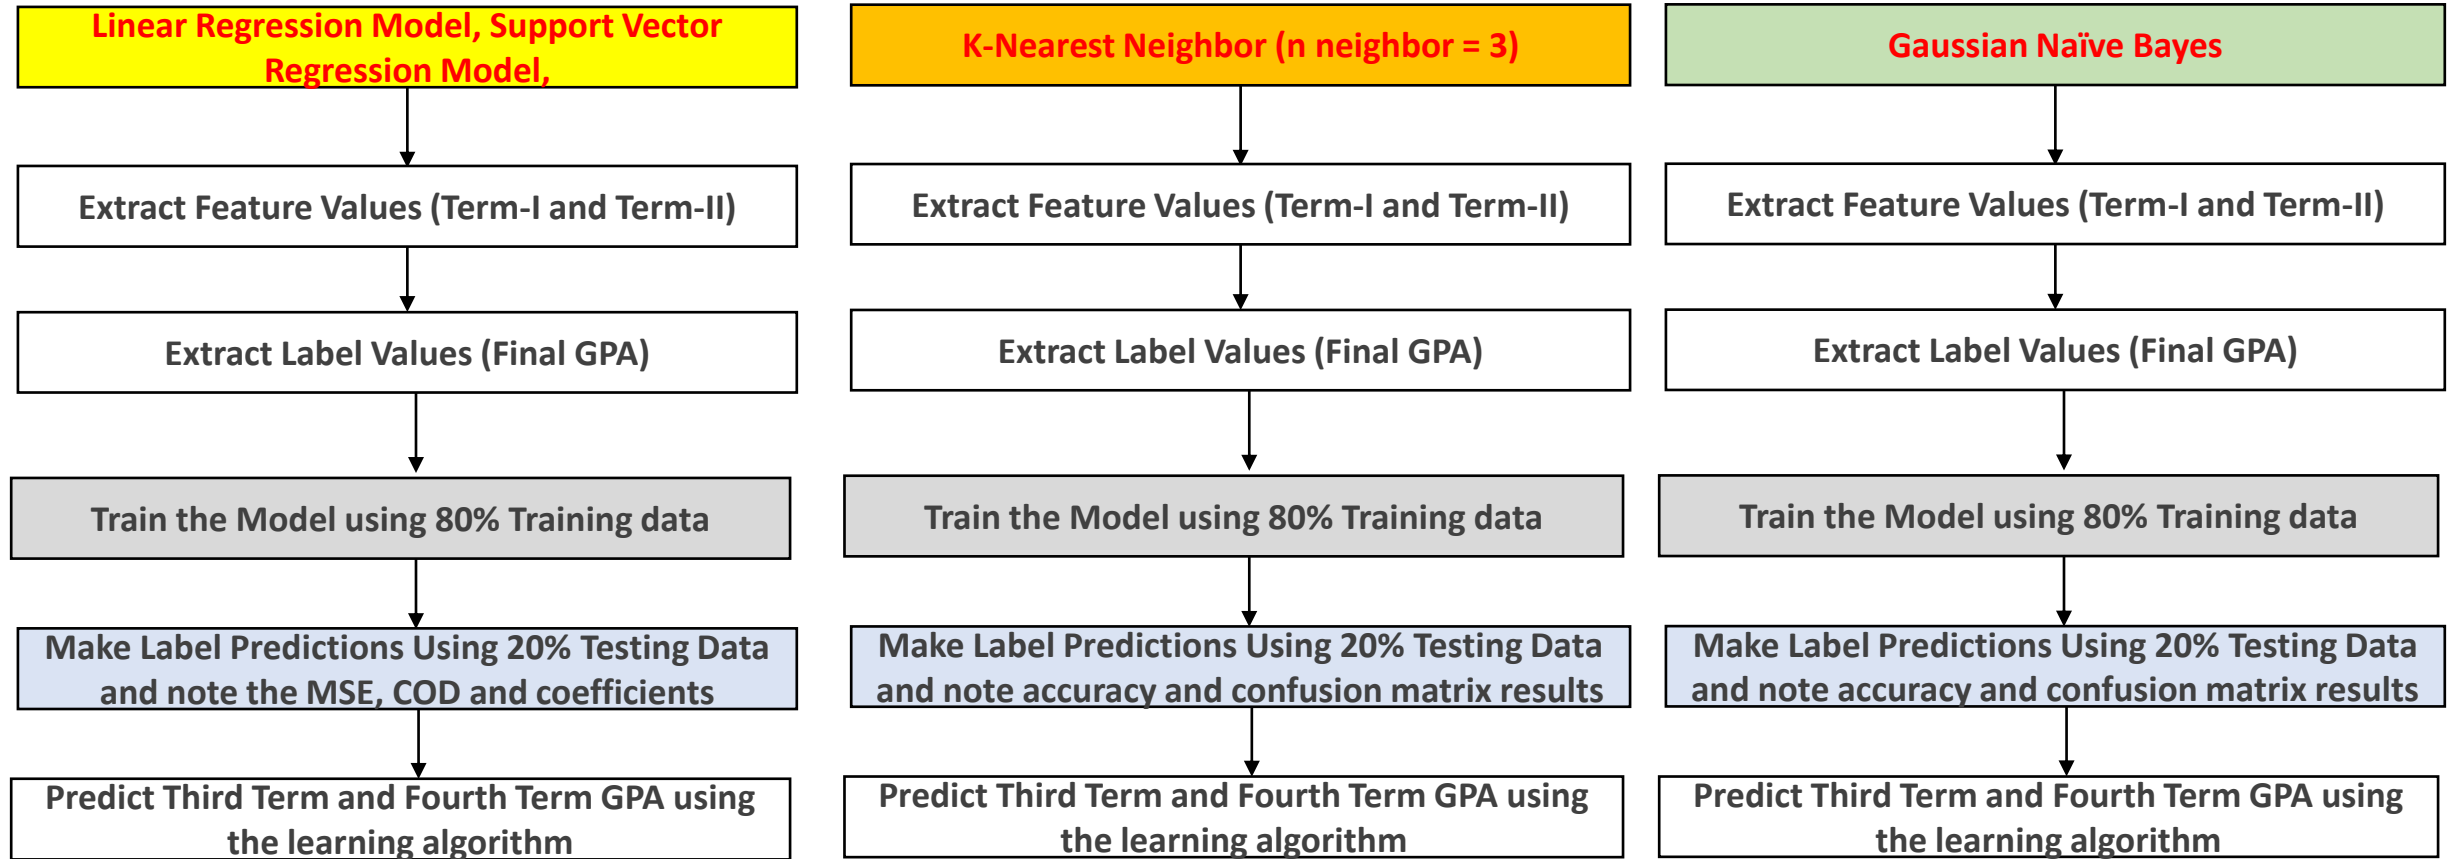 Linear Regression Model, Support Vector
Regression Model,
Extract Feature Values (Term-I and Term-II)
Extract Label Values (Final GPA)
Train the Model using 80% Training data
Make Label Predictions Using 20% Testing Data
and note the MSE, COD and coefficients
Predict Third Term and Fourth Term GPA using
the learning algorithm
K-Nearest Neighbor (n neighbor = 3)
Extract Feature Values (Term-I and Term-II)
Extract Label Values (Final GPA)
Train the Model using 80% Training data
Make Label Predictions Using 20% Testing Data
and note accuracy and confusion matrix results
Predict Third Term and Fourth Term GPA using
the learning algorithm
Gaussian Naïve Bayes
Extract Feature Values (Term-I and Term-II)
Extract Label Values (Final GPA)
Train the Model using 80% Training data
Make Label Predictions Using 20% Testing Data
and note accuracy and confusion matrix results
Predict Third Term and Fourth Term GPA using
the learning algorithm